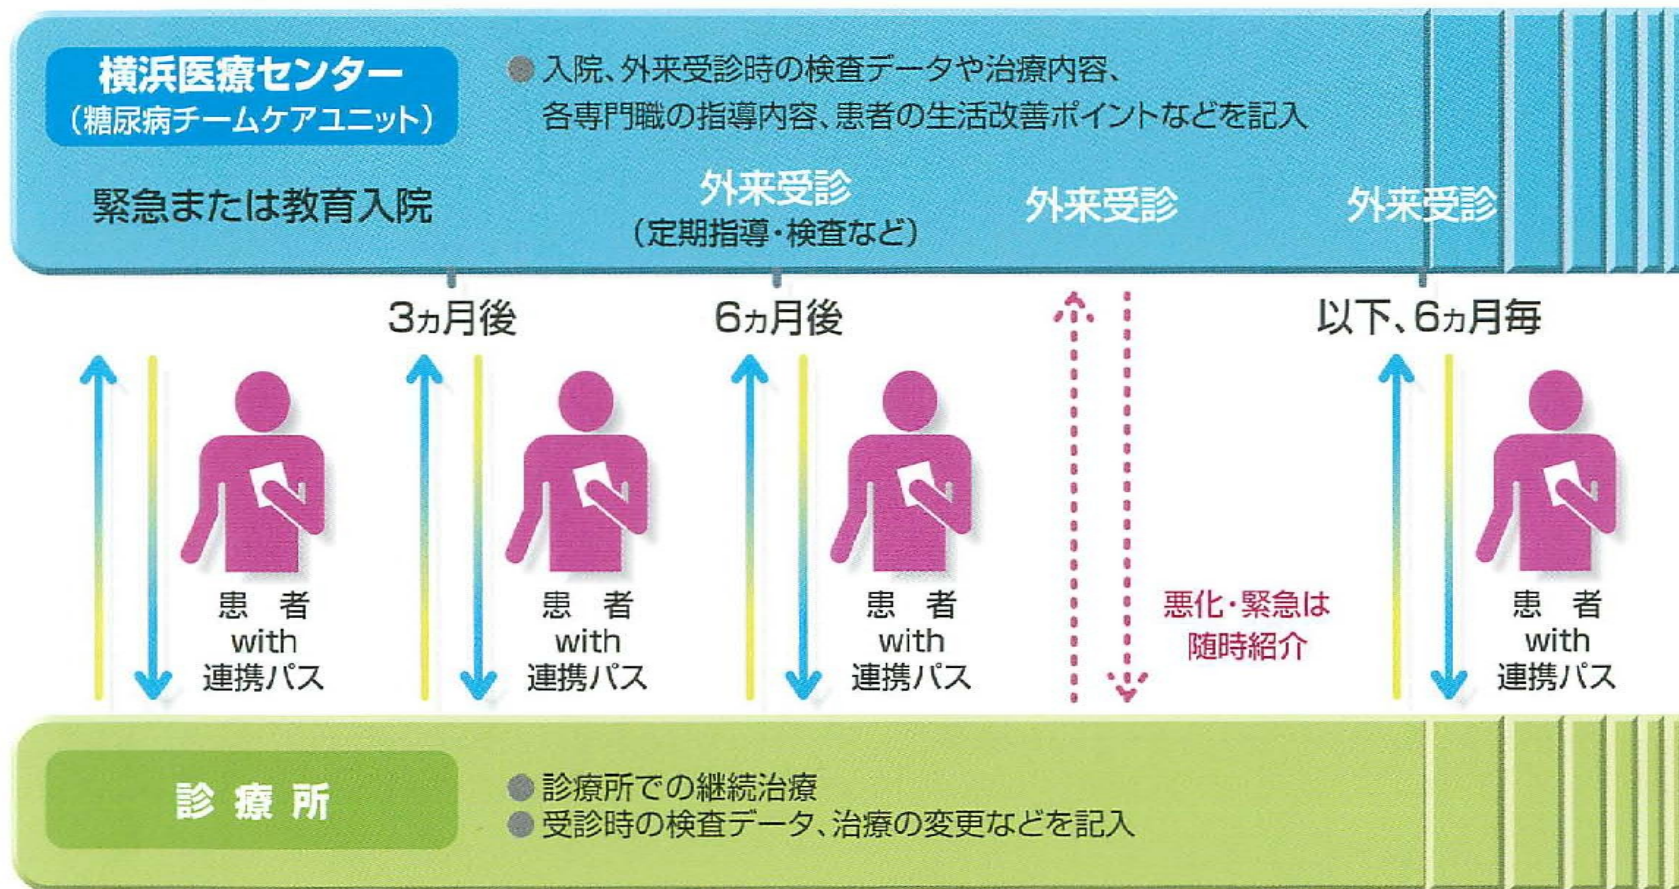 横浜医療センター
（糖尿病チームケアユニット）
● 入院、外来受診時の検査データや治療内容、
各専門職の指導内容、患者の生活改善ポイントなどを記入
緊急または教育入院
外来受診
（定期指導・検査など）
外来受診
外来受診
3ヵ月後
6ヵ月後
以下、6ヵ月毎
患 者
with
連携パス
患 者
with
連携パス
患 者
with
連携パス
悪化・緊急は
随時紹介
患 者
with
連携パス
診 療 所
● 診療所での継続治療
● 受診時の検査データ、治療の変更などを記入